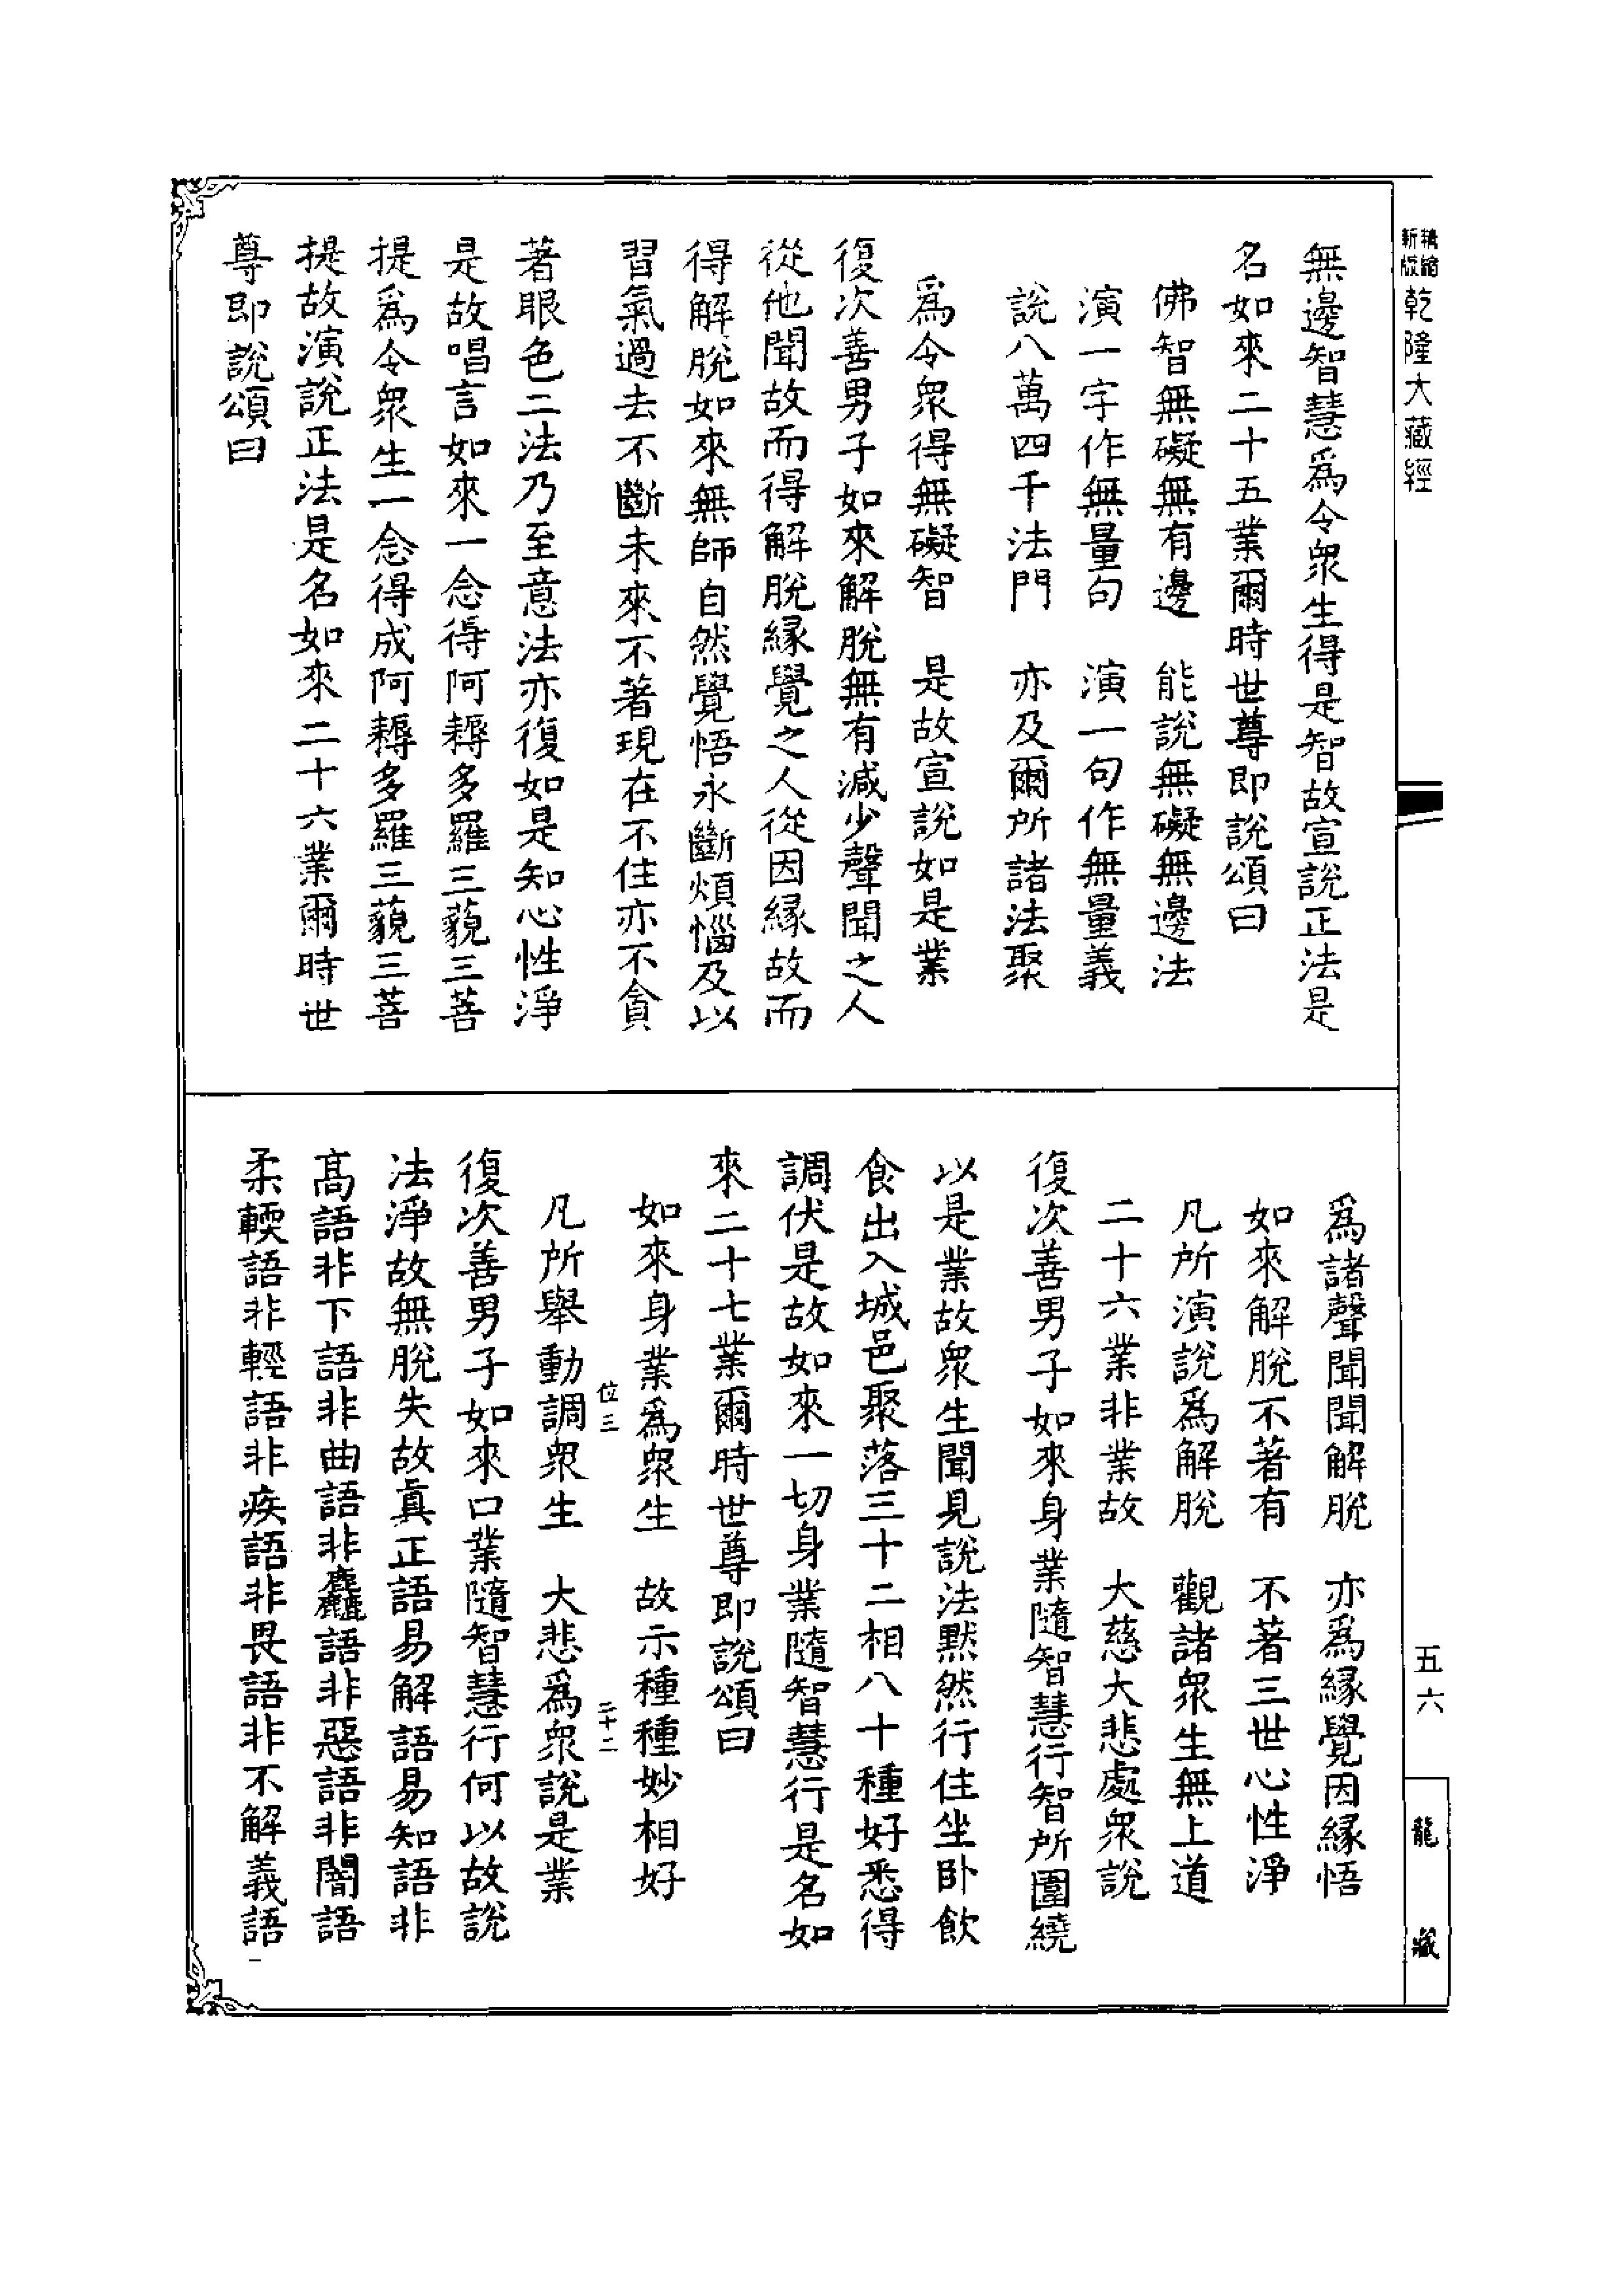 新版精縮乾隆大藏經
無邊智慧爲令衆生得是智故宣說正法是
名如來二十五業爾時世尊即說頌曰
佛智無礙無有邊　能說無礙無邊法
演一字作無量句　演一句作無量義
說八萬四千法門　亦及爾所諸法聚
爲令衆得無礙智　是故宣說如是業
復次善男子如來解脫無有減少聲聞之人
從他聞故而得解脫緣覺之人從因緣故而
得解脫如來無師自然覺悟永斷煩惱及以
習氣過去不斷未來不著現在不住亦不貪
著眼色二法乃至意法亦復如是知心性淨
是故唱言如來一念得阿耨多羅三藐三菩
提爲令衆生一念得成阿耨多羅三藐三菩
提故演說正法是名如來二十六業爾時世
尊即說頌曰
爲諸聲聞聞解脫　亦爲緣覺因緣悟
如來解脫不著有　不著三世心性淨
凡所演說爲解脫　觀諸衆生無上道
二十六業非業故　大慈大悲處衆說
復次善男子如來身業隨智慧行智所圍繞
以是業故衆生聞見說法默然行住坐卧飲
食出入城邑聚落三十二相八十種好悉得
調伏是故如來一切身業隨智慧行是名如
來二十七業爾時世尊即說頌曰
如來身業爲衆生　故示種種妙相好
位三　二十二
凡所舉動調衆生　大悲爲衆說是業
復次善男子如來口業隨智慧行何以故說
法淨故無脫失故真正語易解語易知語非
高語非下語非曲語非麤語非惡語非闇語
柔輭語非輕語非疾語非畏語非不解義語
五六
龍藏